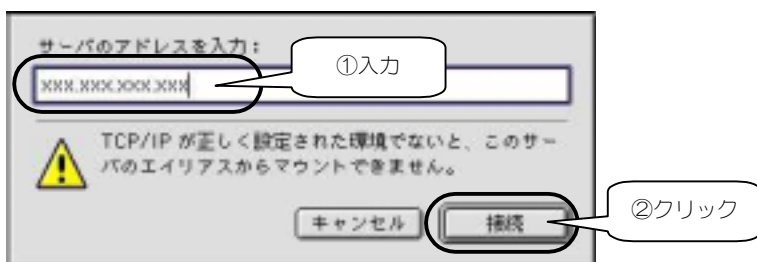 サーバのアドレスを入力：
①入力
xxx.xxx.xxx.xxx
TCP/IP が正しく設定された環境でないと、このサー
バのエイリアスからマウントできません。
キャンセル
接続
②クリック